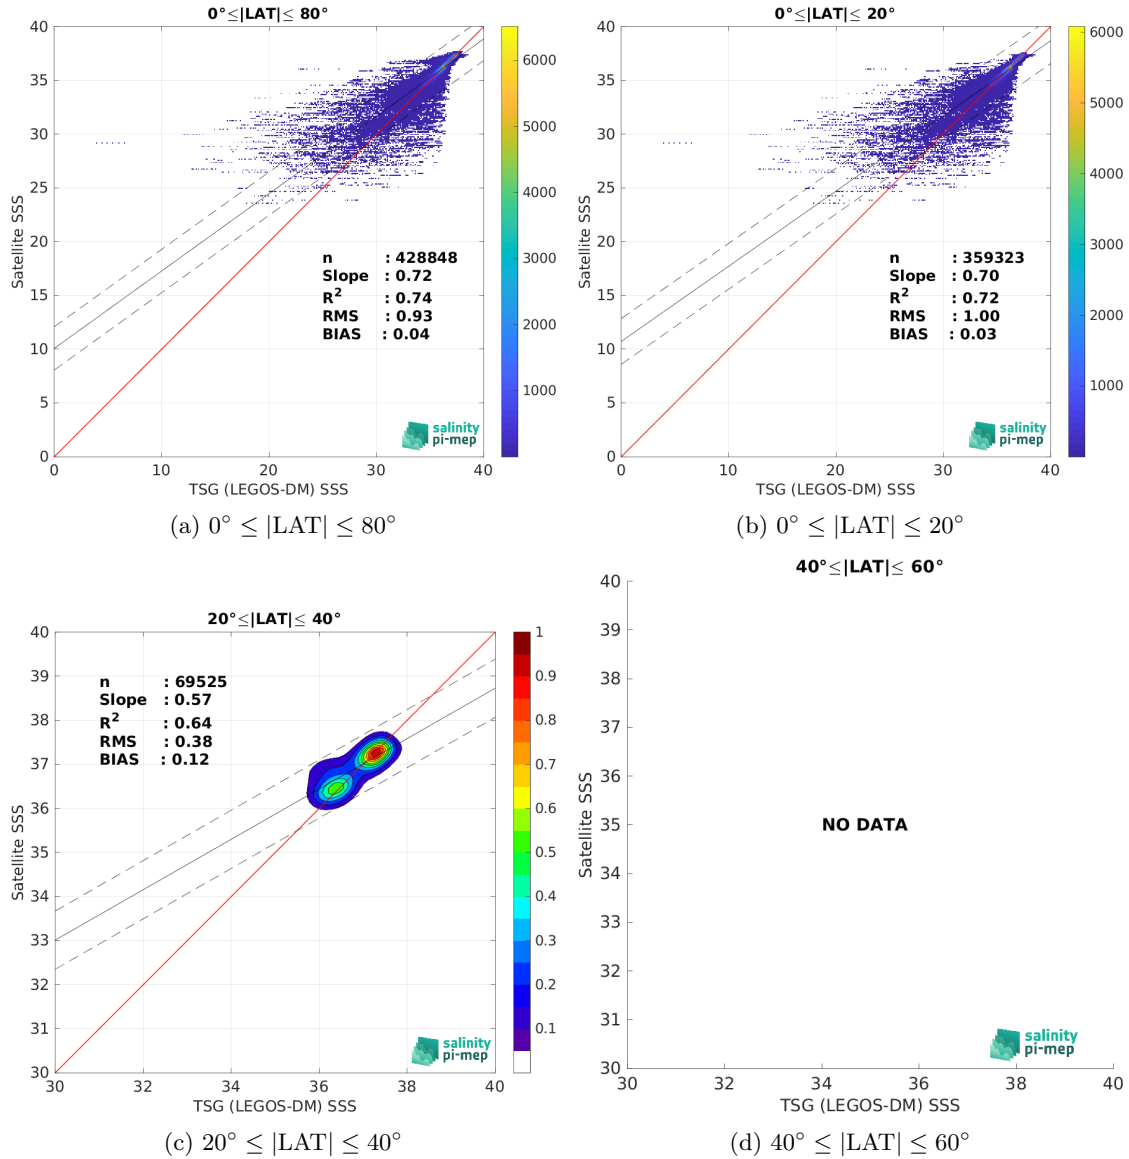 0°≤|LAT|≤ 80°
Satellite SSS
40
35
30
25
20
15
10
5
0
n : 428848
Slope : 0.72
R² : 0.74
RMS : 0.93
BIAS : 0.04
salinity
pi-mep
0 10 20 30 40
TSG (LEGOS-DM) SSS
6000
5000
4000
3000
2000
1000
(a) 0° ≤ |LAT| ≤ 80°
0°≤|LAT|≤ 20°
Satellite SSS
40
35
30
25
20
15
10
5
0
n : 359323
Slope : 0.70
R² : 0.72
RMS : 1.00
BIAS : 0.03
salinity
pi-mep
0 10 20 30 40
TSG (LEGOS-DM) SSS
6000
5000
4000
3000
2000
1000
(b) 0° ≤ |LAT| ≤ 20°
20°≤|LAT|≤ 40°
Satellite SSS
40
39
38
37
36
35
34
33
32
31
30
n : 69525
Slope : 0.57
R² : 0.64
RMS : 0.38
BIAS : 0.12
salinity
pi-mep
30 32 34 36 38 40
TSG (LEGOS-DM) SSS
1
0.9
0.8
0.7
0.6
0.5
0.4
0.3
0.2
0.1
(c) 20° ≤ |LAT| ≤ 40°
40°≤|LAT|≤ 60°
Satellite SSS
40
39
38
37
36
35
34
33
32
31
30
NO DATA
salinity
pi-mep
30 32 34 36 38 40
TSG (LEGOS-DM) SSS
(d) 40° ≤ |LAT| ≤ 60°